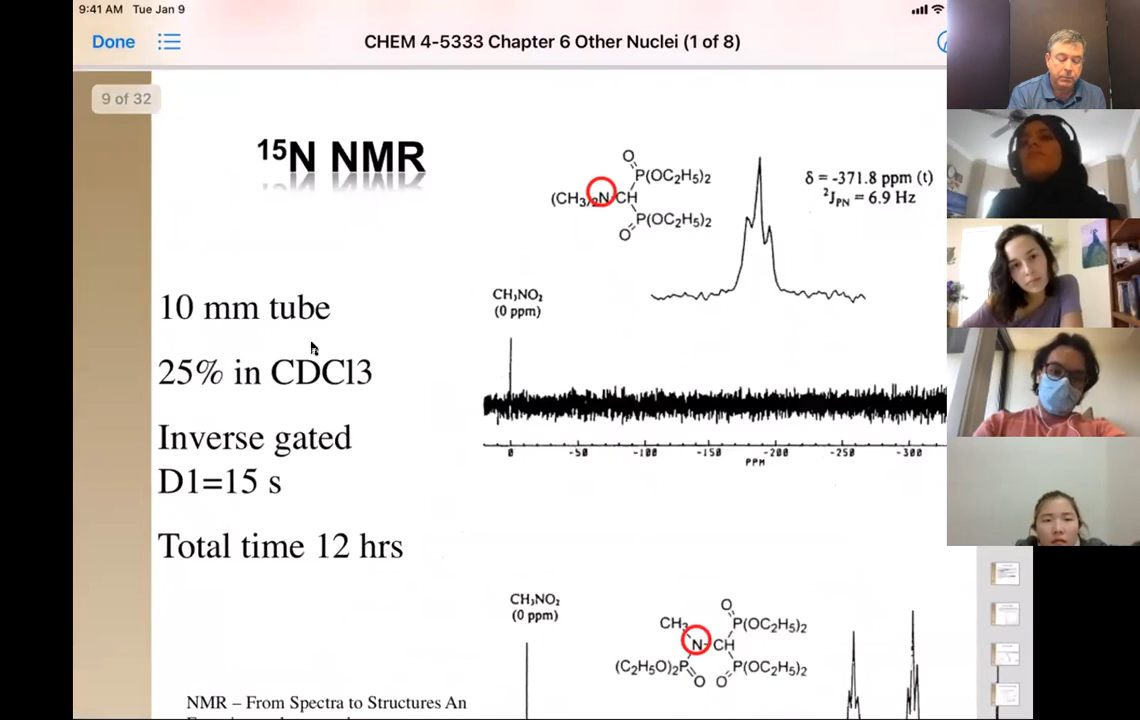 9:41 AM Tue Jan 9
Done
CHEM 4-5333 Chapter 6 Other Nuclei (1 of 8)
9 of 32
15N NMR
O
P(OC2H5)2
(CH3)2N CH
P(OC2H5)2
O
δ = -371.8 ppm (t)
2JPN = 6.9 Hz
CH3NO2
(0 ppm)
0 -50 -100 -150 -200 -250 -300
PPM
10 mm tube
25% in CDCl3
Inverse gated
D1=15 s
Total time 12 hrs
CH3NO2
(0 ppm)
O
CH3 P(OC2H5)2
N CH
(C2H5O)2P P(OC2H5)2
O O
NMR – From Spectra to Structures An